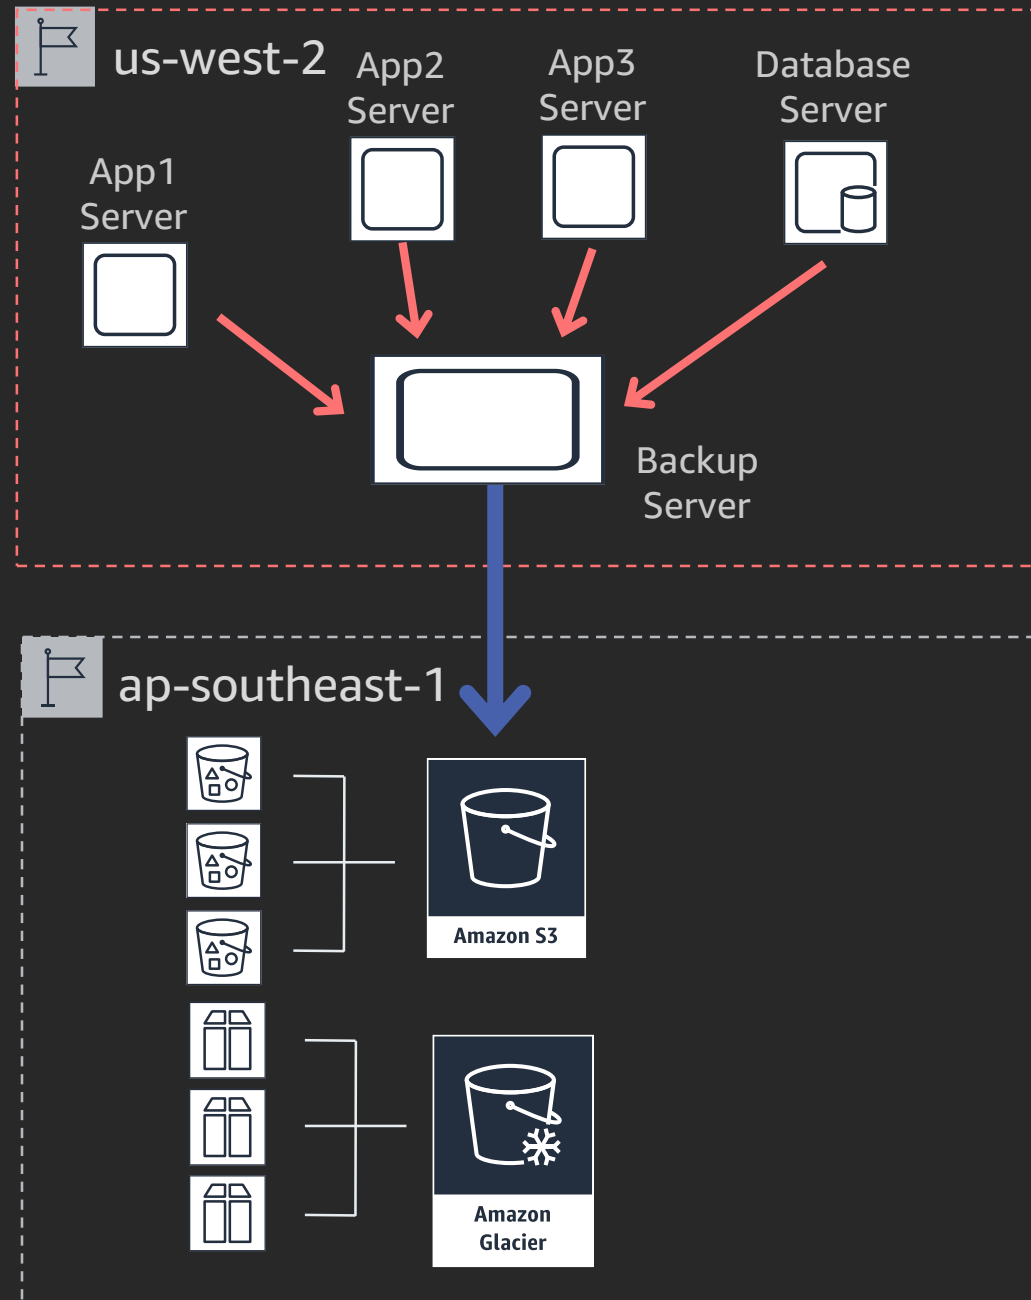 us-west-2
App2
Server
App3
Server
Database
Server
App1
Server
Backup
Server
ap-southeast-1
Amazon S3
Amazon
Glacier